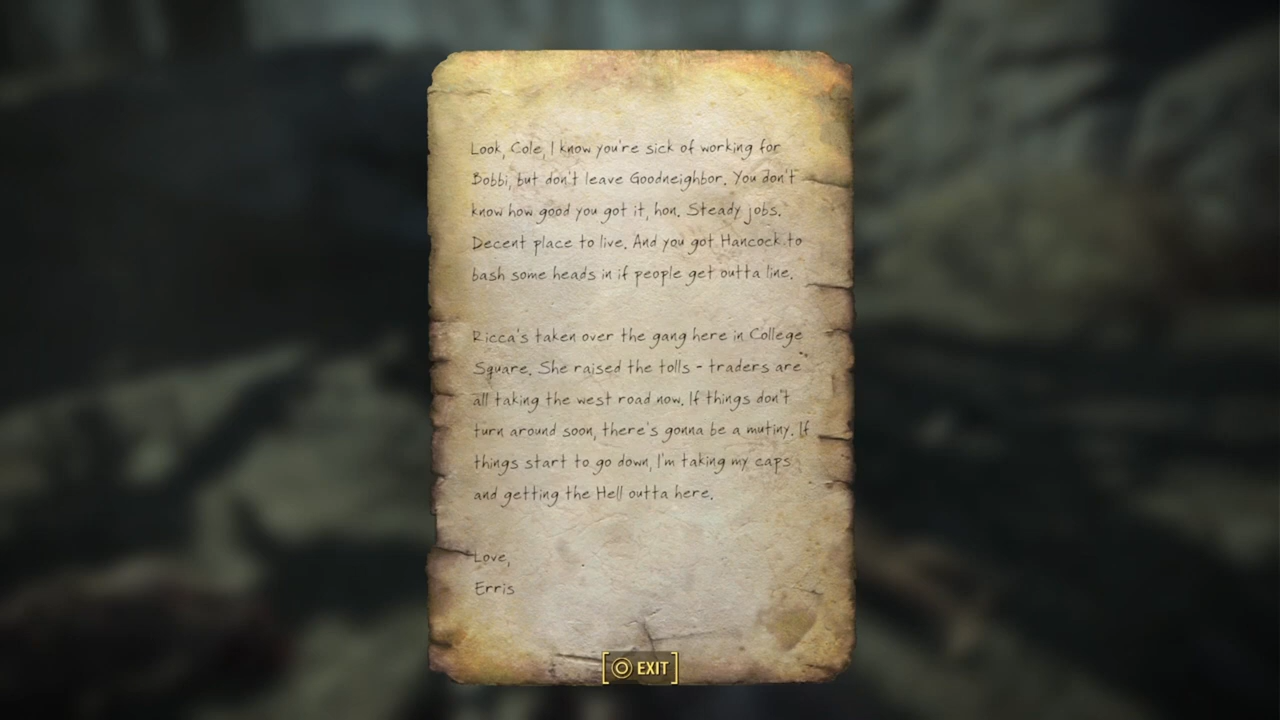 Look, Cole, I know you're sick of working for
Bobbi, but don't leave Goodneighbor. You don't
know how good you got it, hon. Steady jobs.
Decent place to live. And you got Hancock to
bash some heads in if people get outta line.
Ricca's taken over the gang here in College
Square. She raised the tolls - traders are
all taking the west road now. If things don't
turn around soon, there's gonna be a mutiny. If
things start to go down, I'm taking my caps
and getting the Hell outta here.
Love,
Erris
EXIT